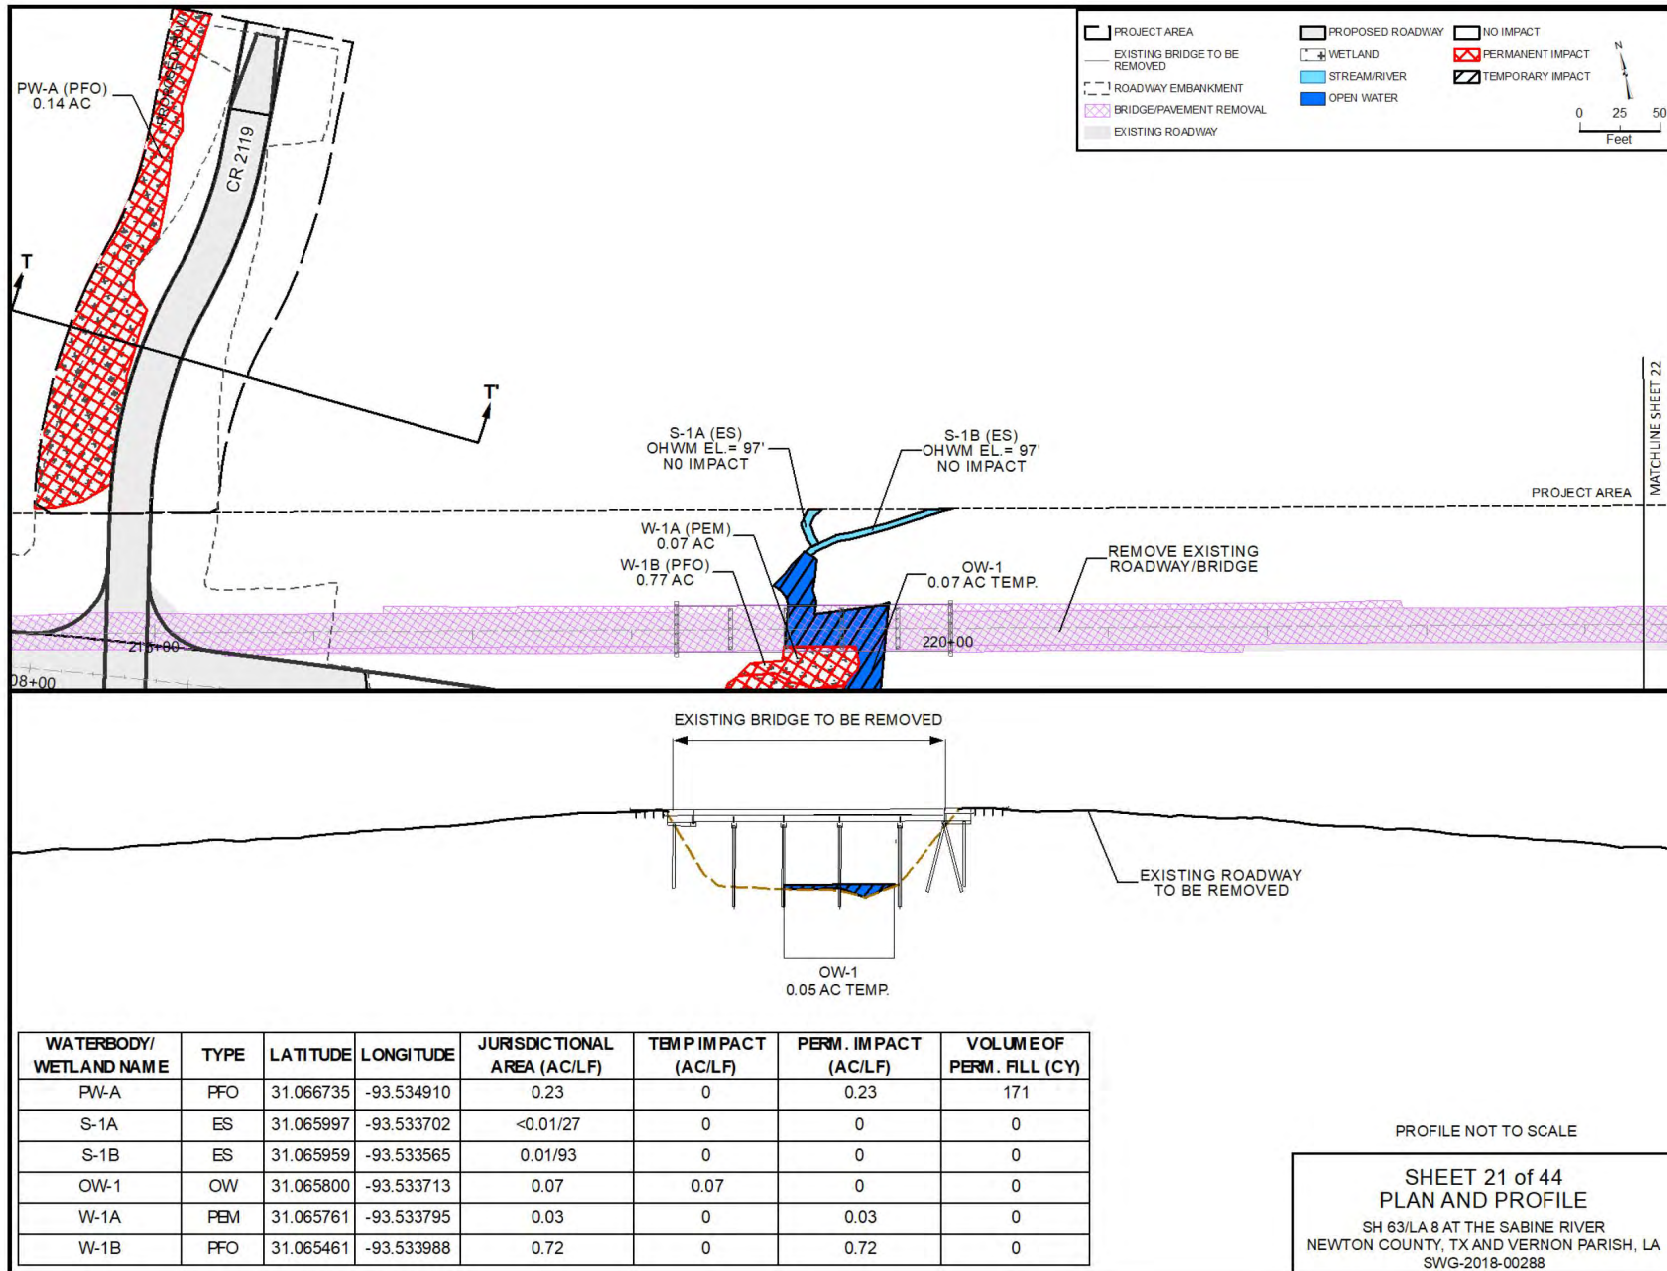 PROJECT AREA
EXISTING BRIDGE TO BE
REMOVED
ROADWAY EMBANKMENT
BRIDGE/PAVEMENT REMOVAL
EXISTING ROADWAY
PROPOSED ROADWAY
WETLAND
STREAM/RIVER
OPEN WATER
NO IMPACT
PERMANENT IMPACT
TEMPORARY IMPACT
N
0 25 50
Feet
PW-A (PFO)
0.14 AC
PROPOSED ROW
CR 2119
T
T'
S-1A (ES)
OHWM EL.= 97'
N0 IMPACT
S-1B (ES)
OHWM EL.= 97'
NO IMPACT
MATCHLINE SHEET 22
PROJECT AREA
W-1A (PEM)
0.07 AC
W-1B (PFO)
0.77 AC
OW-1
0.07 AC TEMP.
REMOVE EXISTING
ROADWAY/BRIDGE
215+00
220+00
08+00
EXISTING BRIDGE TO BE REMOVED
EXISTING ROADWAY
TO BE REMOVED
OW-1
0.05 AC TEMP.
WATERBODY/ WETLAND NAME TYPE LATITUDE LONGITUDE JURISDICTIONAL AREA (AC/LF) TEMP IMPACT (AC/LF) PERM. IMPACT (AC/LF) VOLUME OF PERM. FILL (CY)
PW-A PFO 31.066735 -93.534910 0.23 0 0.23 171
S-1A ES 31.065997 -93.533702 <0.01/27 0 0 0
S-1B ES 31.065959 -93.533565 0.01/93 0 0 0
OW-1 OW 31.065800 -93.533713 0.07 0.07 0 0
W-1A PEM 31.065761 -93.533795 0.03 0 0.03 0
W-1B PFO 31.065461 -93.533988 0.72 0 0.72 0
PROFILE NOT TO SCALE
SHEET 21 of 44
PLAN AND PROFILE
SH 63/LA 8 AT THE SABINE RIVER
NEWTON COUNTY, TX AND VERNON PARISH, LA
SWG-2018-00288